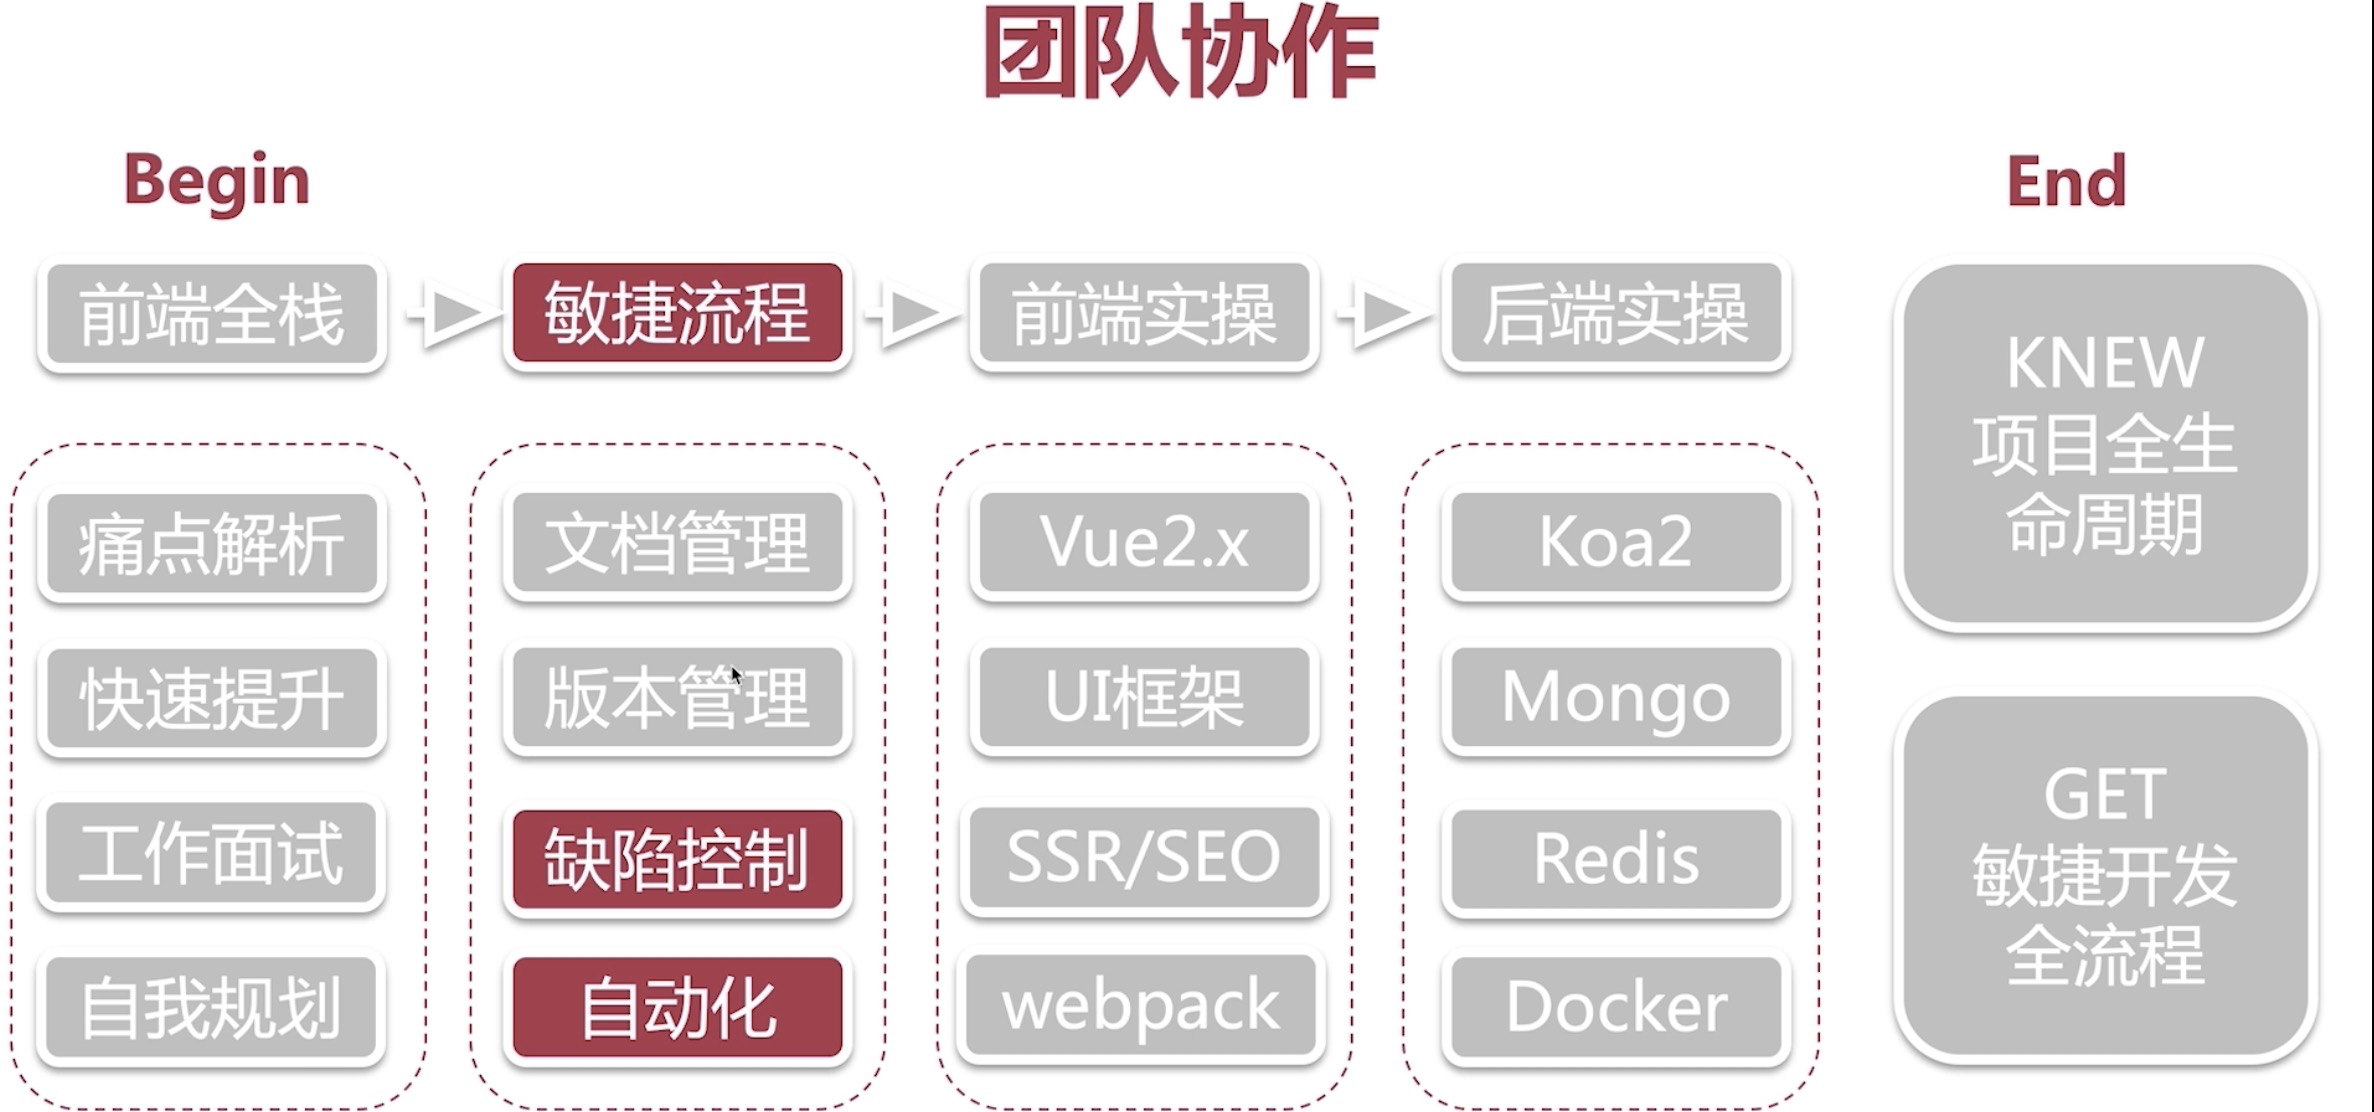 团队协作
Begin
End
前端全栈
敏捷流程
前端实操
后端实操
痛点解析
快速提升
工作面试
自我规划
文档管理
版本管理
缺陷控制
自动化
Vue2.x
UI框架
SSR/SEO
webpack
Koa2
Mongo
Redis
Docker
KNEW
项目全生
命周期
GET
敏捷开发
全流程